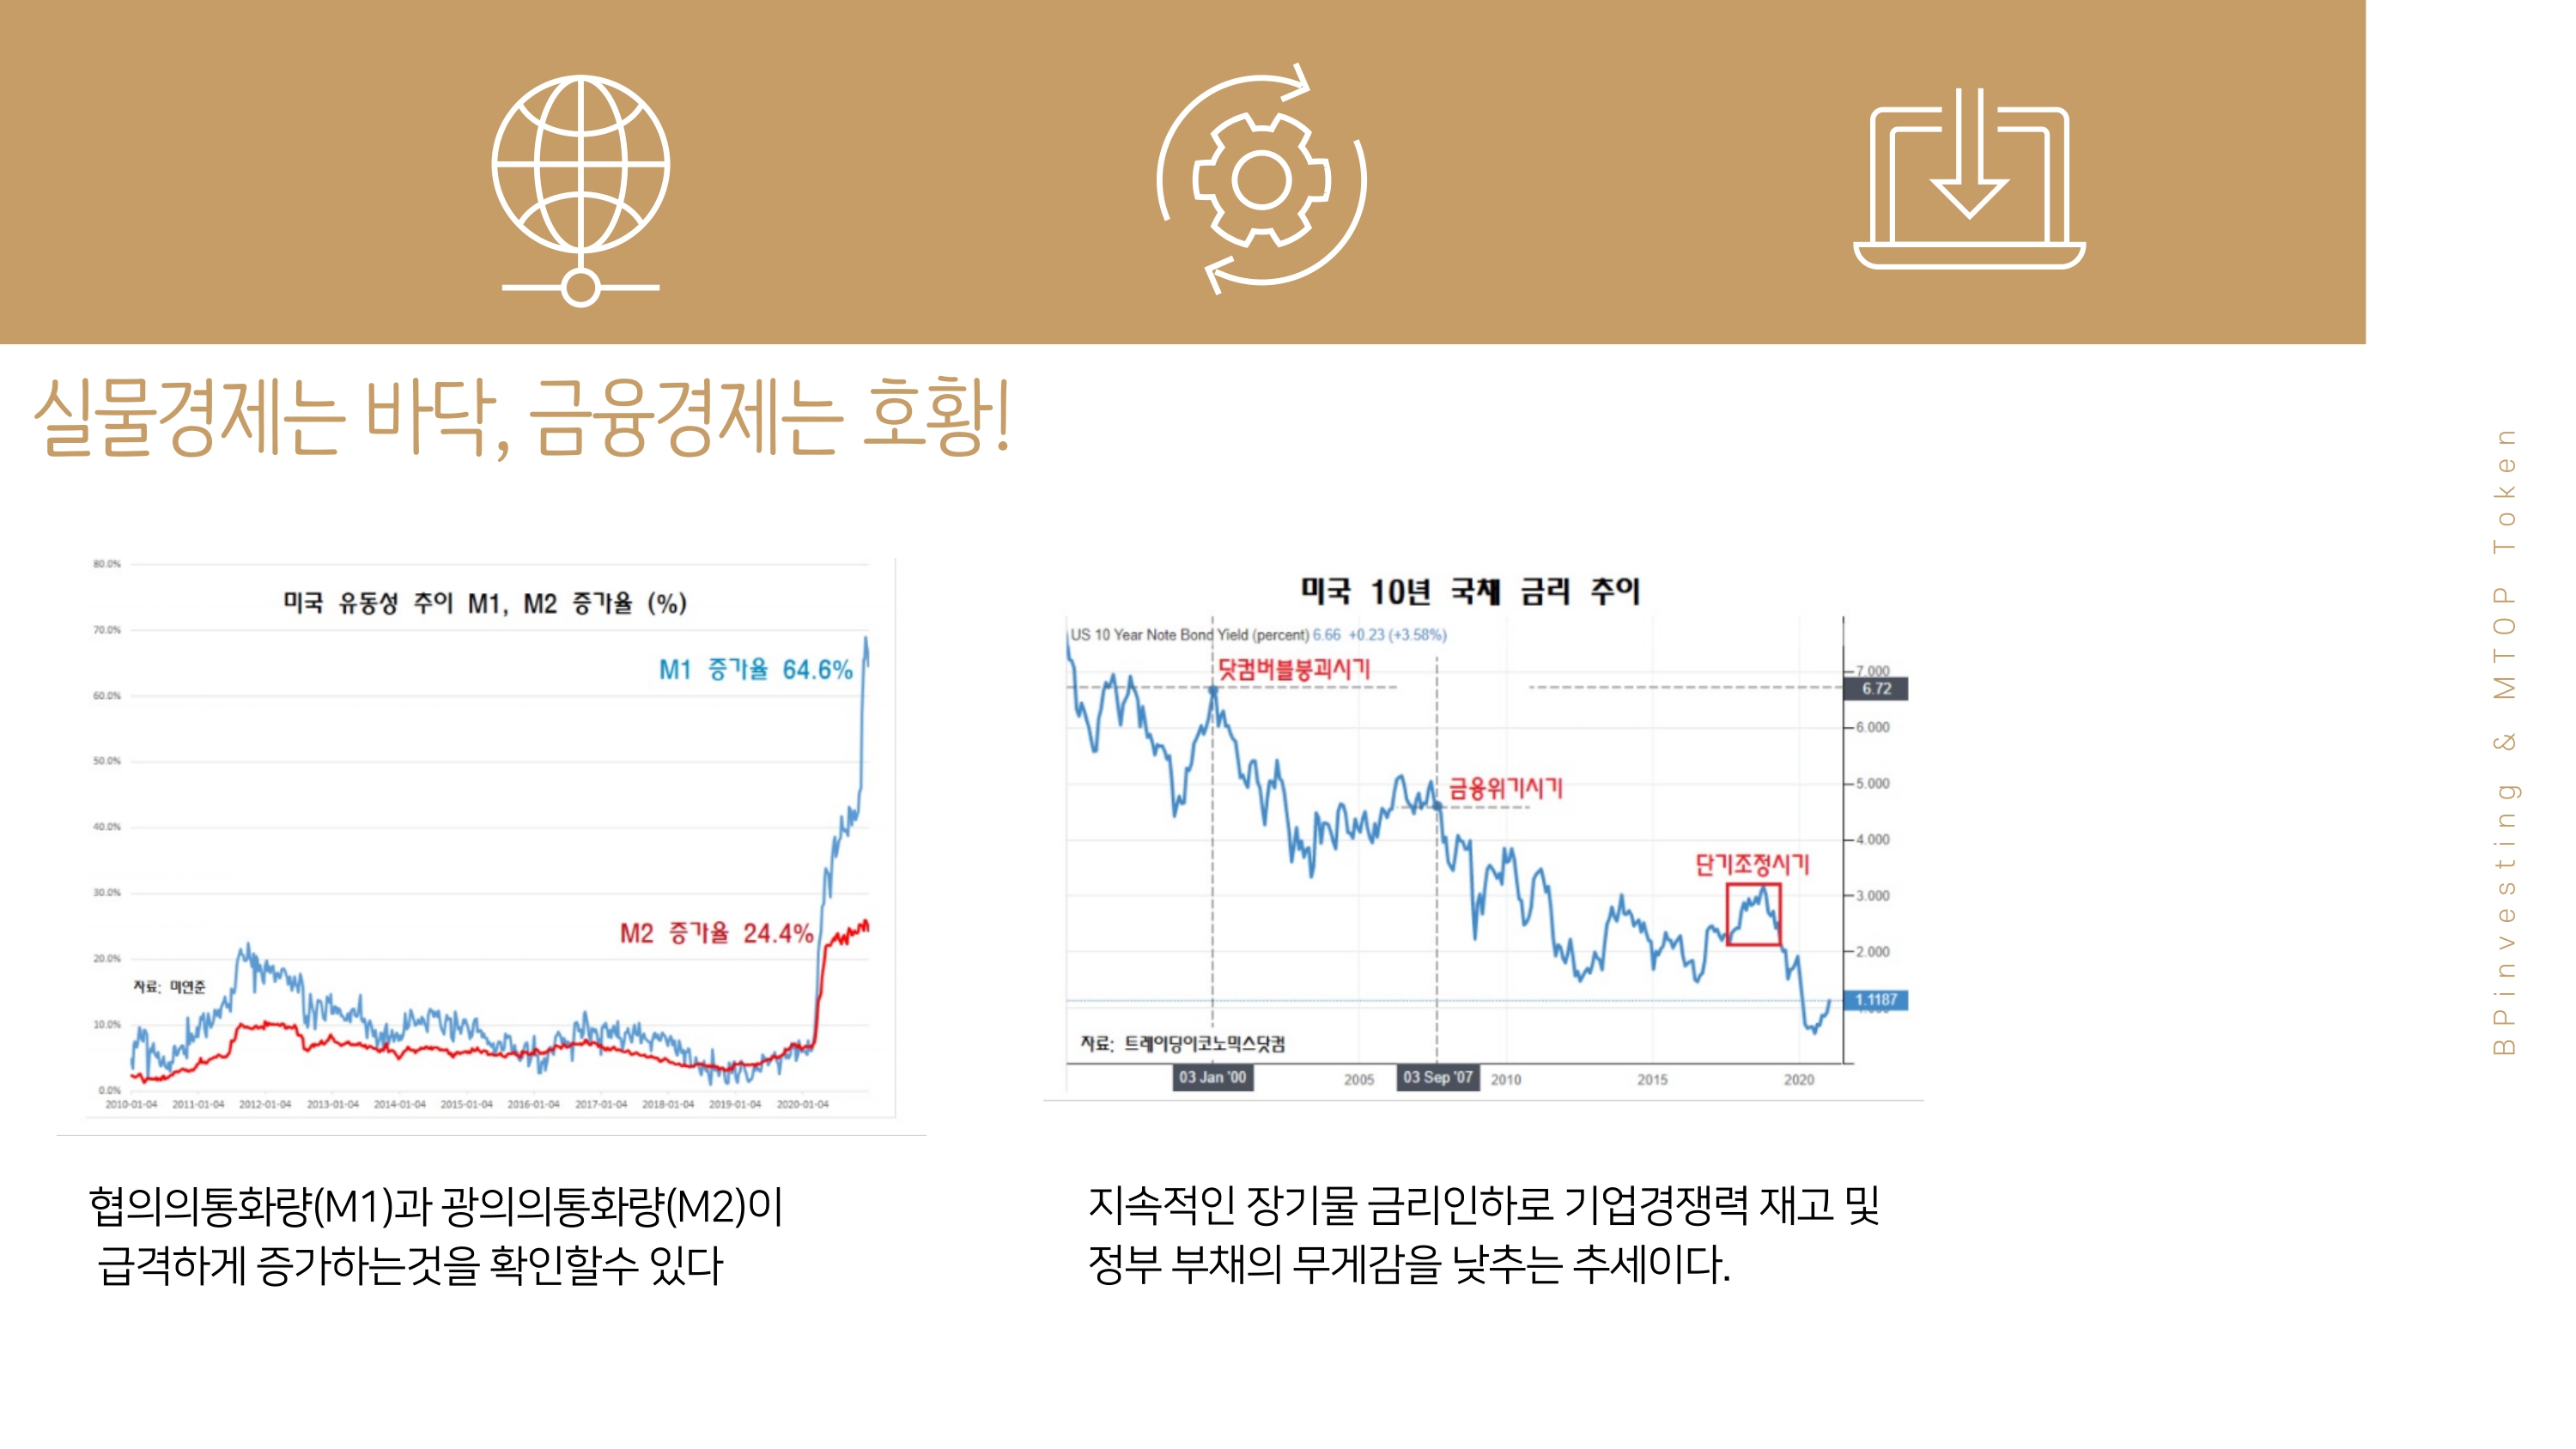 실물경제는 바닥, 금융경제는 호황!
80.0%
미국 유동성 추이 M1, M2 증가율 (%)
70.0%
M1 증가율 64.6%
60.0%
50.0%
40.0%
30.0%
M2 증가율 24.4%
20.0%
자료: 미연준
10.0%
0.0%
2010-01-04 2011-01-04 2012-01-04 2013-01-04 2014-01-04 2015-01-04 2016-01-04 2017-01-04 2018-01-04 2019-01-04 2020-01-04
협의의통화량(M1)과 광의의통화량(M2)이
급격하게 증가하는것을 확인할수 있다
미국 10년 국채 금리 추이
US 10 Year Note Bond Yield (percent) 6.66 +0.23 (+3.58%)
닷컴버블붕괴시기
7.000
6.72
6.000
금융위기시기
5.000
4.000
단기조정시기
3.000
2.000
1.1187
자료: 트레이딩이코노믹스닷컴
03 Jan '00 2005 03 Sep '07 2010 2015 2020
지속적인 장기물 금리인하로 기업경쟁력 재고 및
정부 부채의 무게감을 낮추는 추세이다.
BPinvesting & MTOP Token